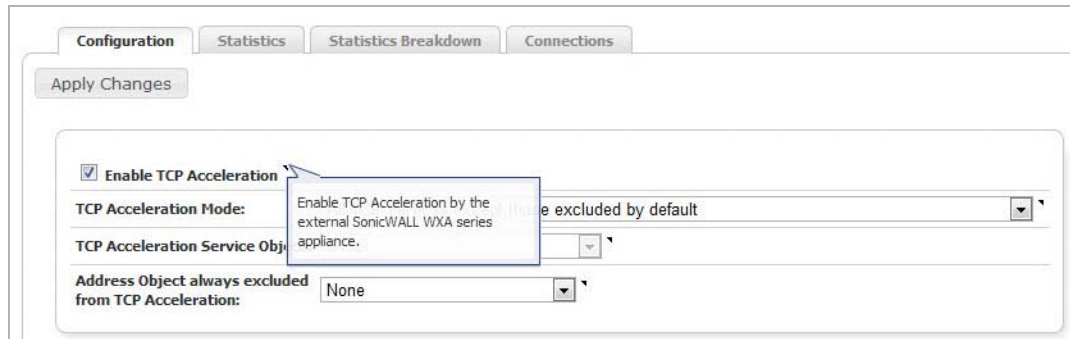 Configuration
Statistics
Statistics Breakdown
Connections
Apply Changes
Enable TCP Acceleration
Enable TCP Acceleration by the
external SonicWALL WXA series
appliance.
TCP Acceleration Mode:
excluded by default
TCP Acceleration Service Obj
Address Object always excluded
from TCP Acceleration:
None